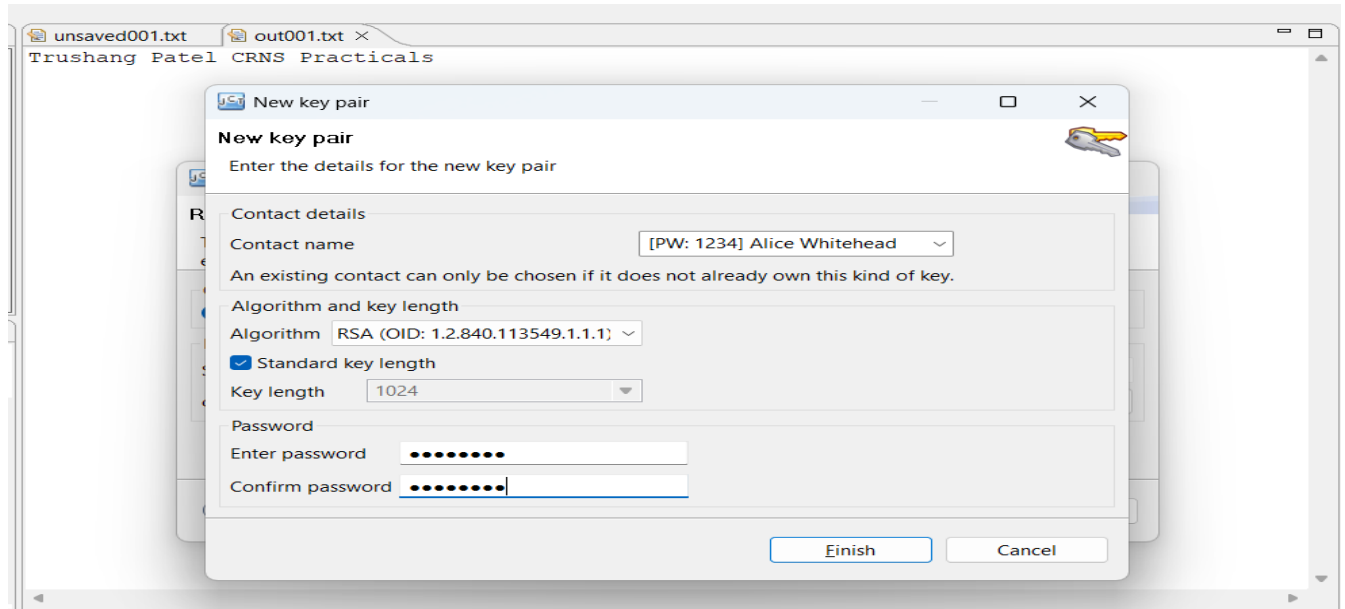 unsaved001.txt out001.txt
Trushang Patel CRNS Practicals
JCT New key pair
New key pair
Enter the details for the new key pair
R
Contact details
Contact name [PW: 1234] Alice Whitehead
An existing contact can only be chosen if it does not already own this kind of key.
Algorithm and key length
Algorithm RSA (OID: 1.2.840.113549.1.1.1)
Standard key length
Key length 1024
Password
Enter password ●●●●●●●●
Confirm password ●●●●●●●●
Finish Cancel